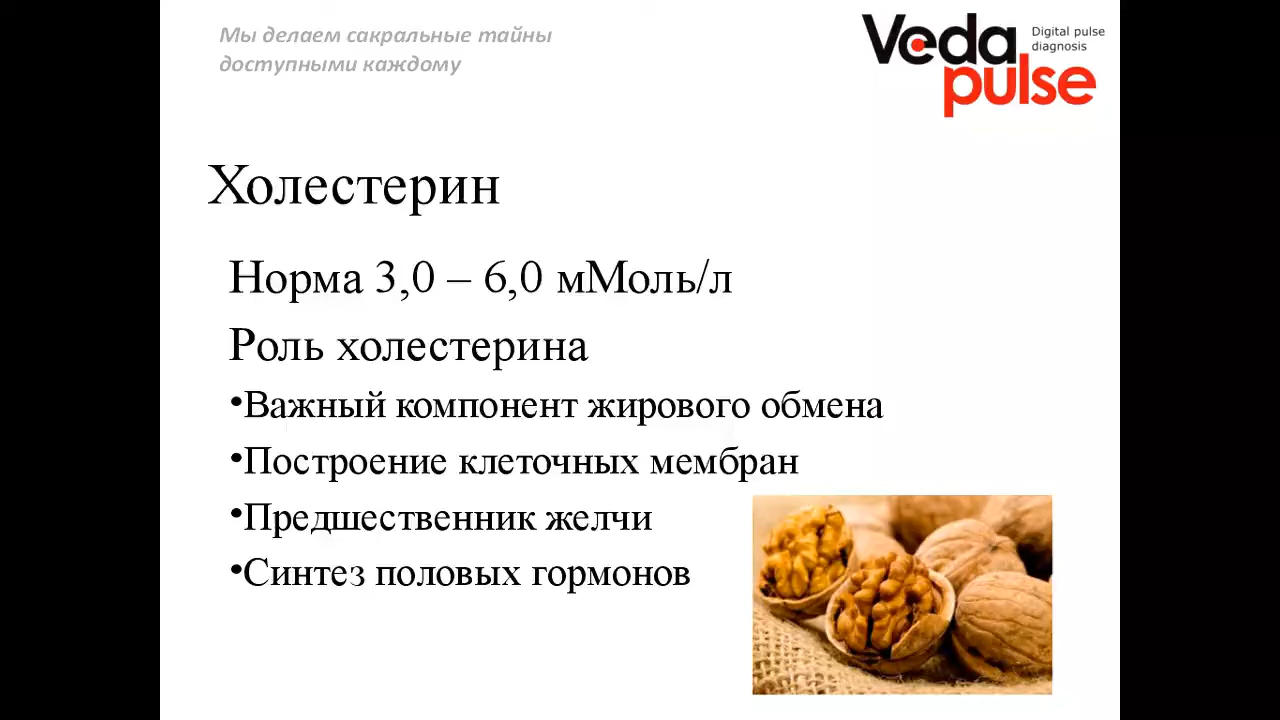 Мы делаем сакральные тайны
доступными каждому
Veda
pulse
Digital pulse
diagnosis
Холестерин
Норма 3,0 – 6,0 мМоль/л
Роль холестерина
•Важный компонент жирового обмена
•Построение клеточных мембран
•Предшественник желчи
•Синтез половых гормонов